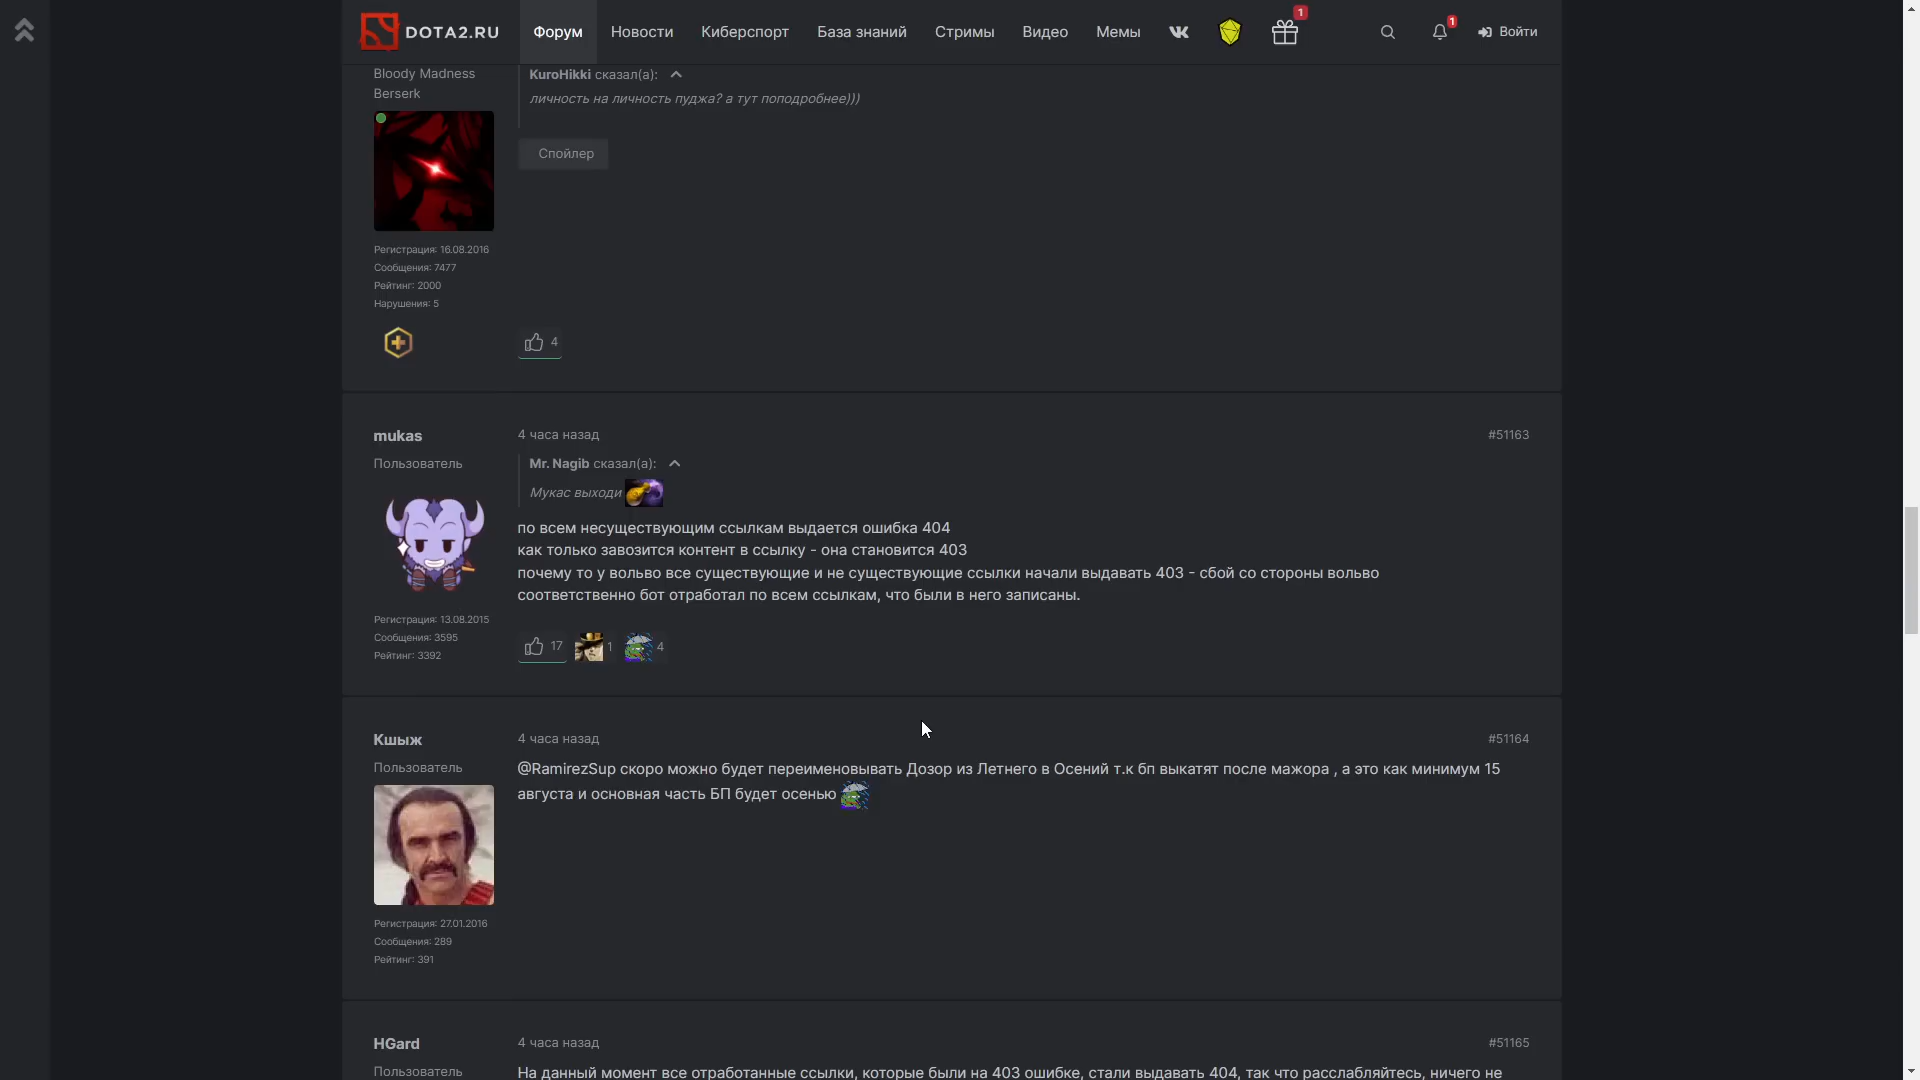 DOTA2.RU
Форум
Новости
Киберспорт
База знаний
Стримы
Видео
Мемы
1
1
Войти
Bloody Madness
Berserk
KuroHikki сказал(а):
личность на личность пуджа? а тут поподробнее)))
Спойлер
Регистрация: 16.08.2016
Сообщения: 7477
Рейтинг: 2000
Нарушения: 5
4
mukas
4 часа назад
#51163
Пользователь
Mr. Nagib сказал(а):
Мукас выходи
по всем несуществующим ссылкам выдается ошибка 404
как только завозится контент в ссылку - она становится 403
почему то у вольво все существующие и не существующие ссылки начали выдавать 403 - сбой со стороны вольво
соответственно бот отработал по всем ссылкам, что были в него записаны.
Регистрация: 13.08.2015
Сообщения: 3595
Рейтинг: 3392
17
1
4
Кшыж
4 часа назад
#51164
Пользователь
@RamirezSup скоро можно будет переименовывать Дозор из Летнего в Осений т.к бп выкатят после мажора , а это как минимум 15
августа и основная часть БП будет осенью
Регистрация: 27.01.2016
Сообщения: 289
Рейтинг: 391
HGard
4 часа назад
#51165
Пользователь
На данный момент все отработанные ссылки, которые были на 403 ошибке, стали выдавать 404, так что расслабляйтесь, ничего не